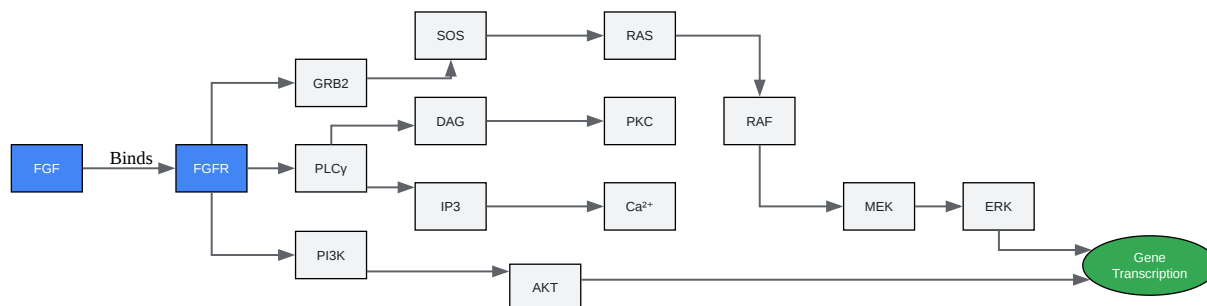 SOS
RAS
GRB2
DAG
PKC
RAF
FGF
Binds
FGFR
PLCγ
IP3
Ca²⁺
MEK
ERK
PI3K
AKT
Gene
Transcription